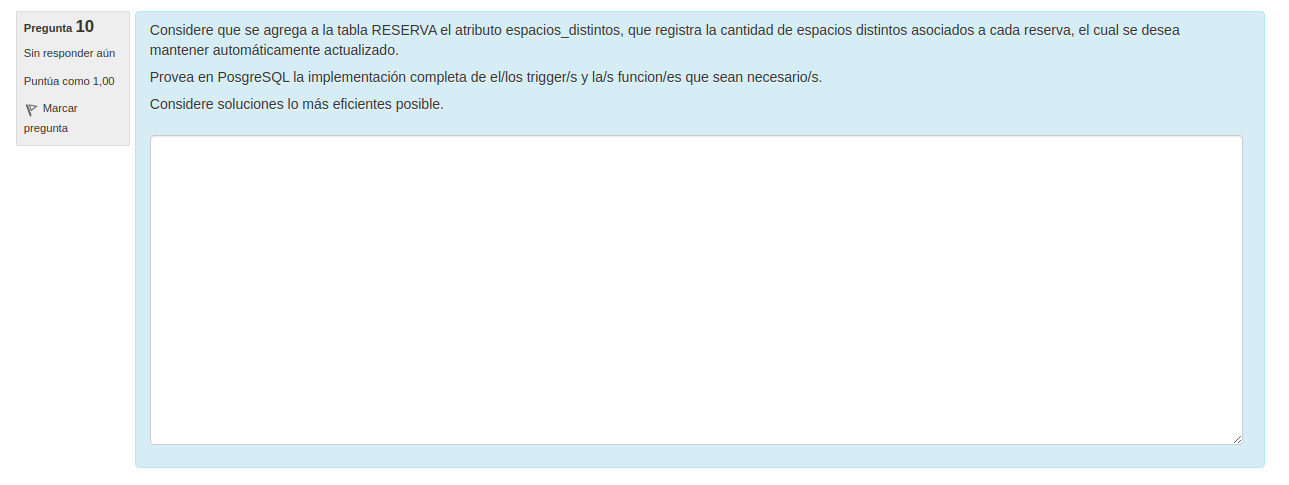 Pregunta 10
Sin responder aún
Puntúa como 1,00
Marcar
pregunta
Considere que se agrega a la tabla RESERVA el atributo espacios_distintos, que registra la cantidad de espacios distintos asociados a cada reserva, el cual se desea
mantener automáticamente actualizado.
Provea en PosgreSQL la implementación completa de el/los trigger/s y la/s funcion/es que sean necesario/s.
Considere soluciones lo más eficientes posible.